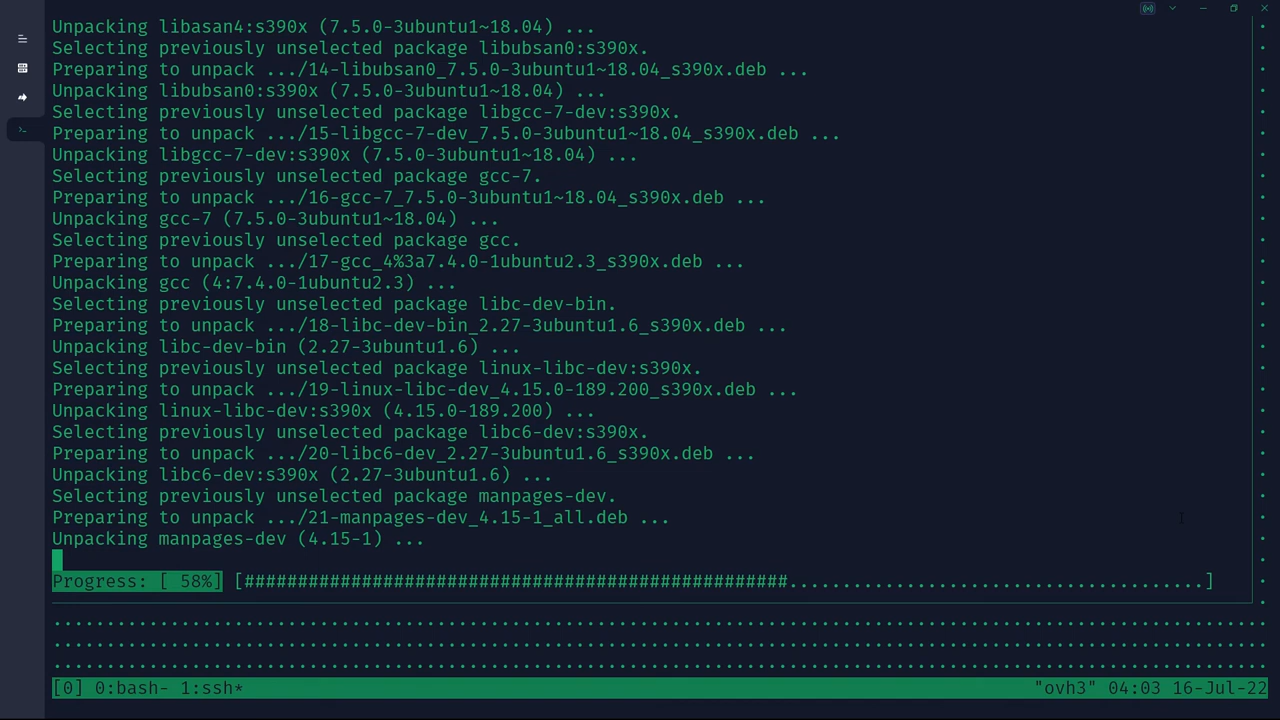 Unpacking libasan4:s390x (7.5.0-3ubuntu1~18.04) ...
Selecting previously unselected package libubsan0:s390x.
Preparing to unpack .../14-libubsan0_7.5.0-3ubuntu1~18.04_s390x.deb ...
Unpacking libubsan0:s390x (7.5.0-3ubuntu1~18.04) ...
Selecting previously unselected package libgcc-7-dev:s390x.
Preparing to unpack .../15-libgcc-7-dev_7.5.0-3ubuntu1~18.04_s390x.deb ...
Unpacking libgcc-7-dev:s390x (7.5.0-3ubuntu1~18.04) ...
Selecting previously unselected package gcc-7.
Preparing to unpack .../16-gcc-7_7.5.0-3ubuntu1~18.04_s390x.deb ...
Unpacking gcc-7 (7.5.0-3ubuntu1~18.04) ...
Selecting previously unselected package gcc.
Preparing to unpack .../17-gcc_4%3a7.4.0-1ubuntu2.3_s390x.deb ...
Unpacking gcc (4:7.4.0-1ubuntu2.3) ...
Selecting previously unselected package libc-dev-bin.
Preparing to unpack .../18-libc-dev-bin_2.27-3ubuntu1.6_s390x.deb ...
Unpacking libc-dev-bin (2.27-3ubuntu1.6) ...
Selecting previously unselected package linux-libc-dev:s390x.
Preparing to unpack .../19-linux-libc-dev_4.15.0-189.200_s390x.deb ...
Unpacking linux-libc-dev:s390x (4.15.0-189.200) ...
Selecting previously unselected package libc6-dev:s390x.
Preparing to unpack .../20-libc6-dev_2.27-3ubuntu1.6_s390x.deb ...
Unpacking libc6-dev:s390x (2.27-3ubuntu1.6) ...
Selecting previously unselected package manpages-dev.
Preparing to unpack .../21-manpages-dev_4.15-1_all.deb ...
Unpacking manpages-dev (4.15-1) ...
Progress: [ 58%] [###################################################.......................................]
[0] 0:bash- 1:ssh* "ovh3" 04:03 16-Jul-22